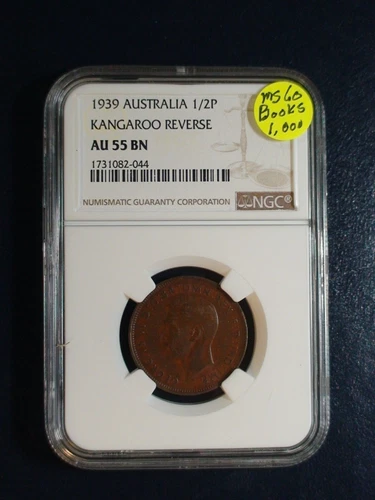 1939 AUSTRALIA 1/2P
KANGAROO REVERSE
AU 55 BN
1731082-044
NUMISMATIC GUARANTY CORPORATION
NGC®
MS60
Books
1,000